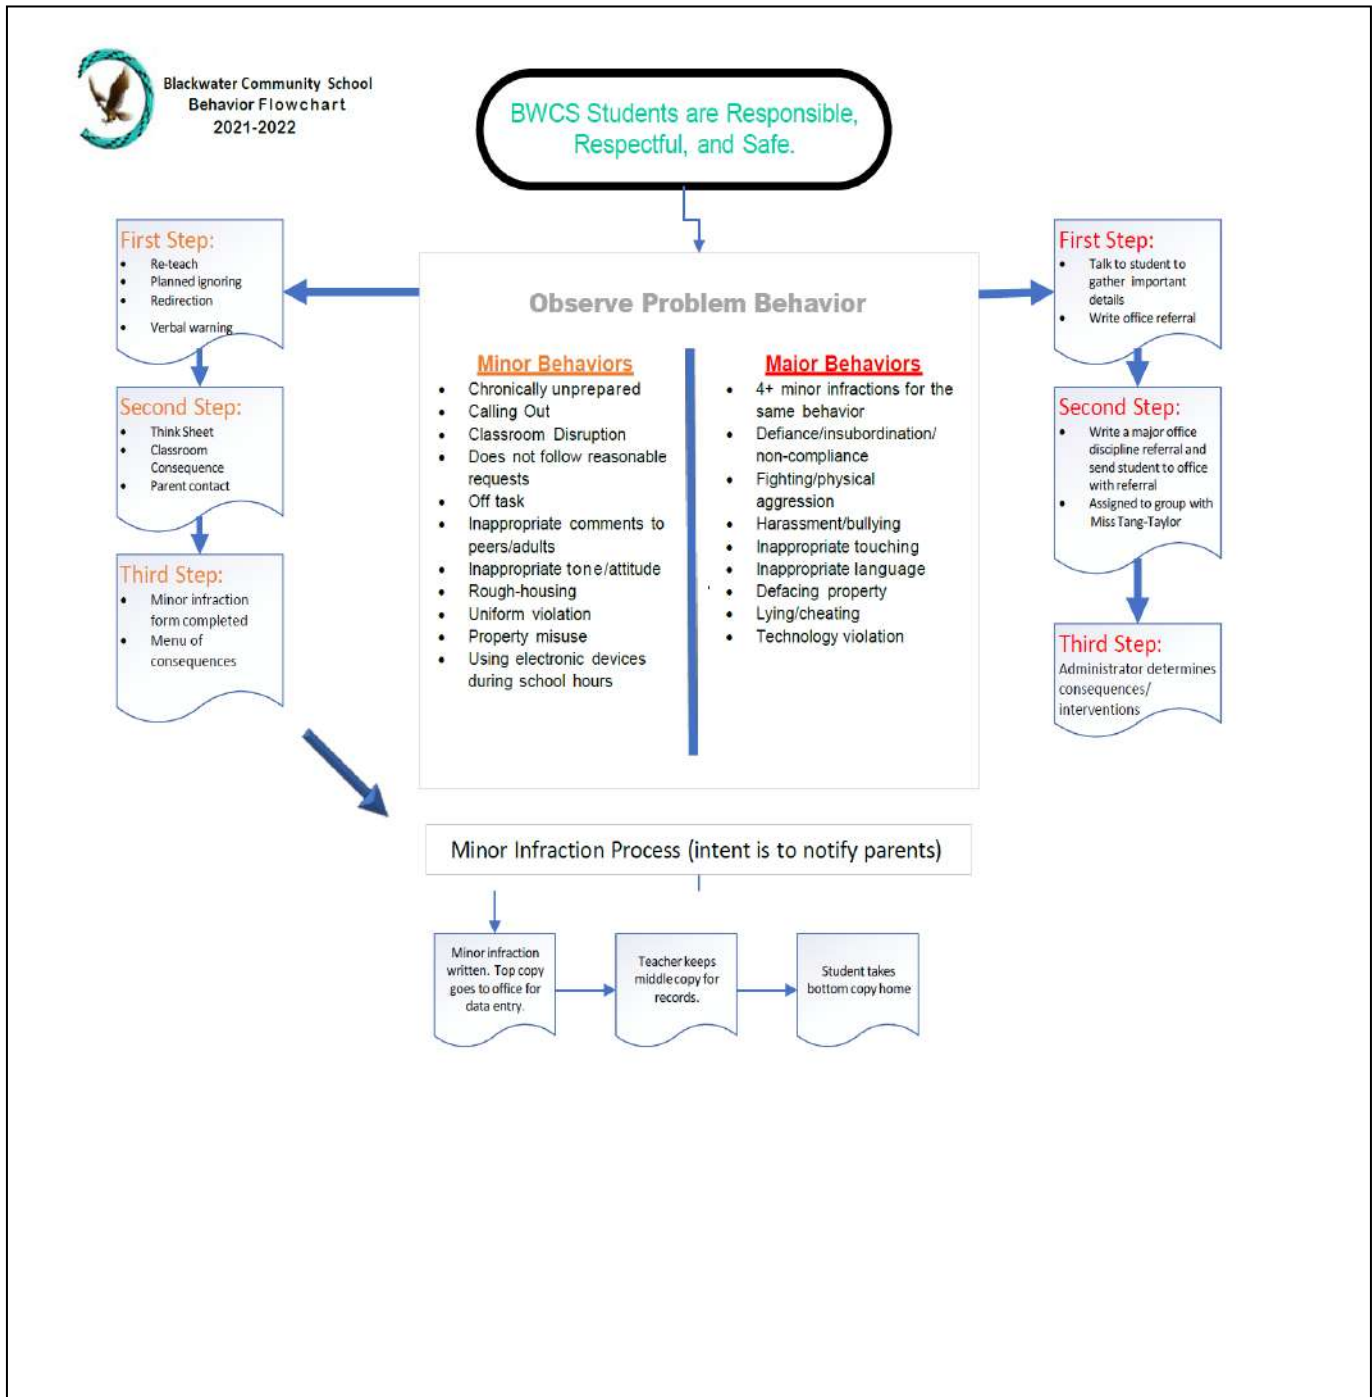 Blackwater Community School
Behavior Flowchart
2021-2022
BWCS Students are Responsible,
Respectful, and Safe.
First Step:
• Re-teach
• Planned ignoring
• Redirection
• Verbal warning
Second Step:
• Think Sheet
• Classroom
Consequence
• Parent contact
Third Step:
• Minor infraction
form completed
• Menu of
consequences
Observe Problem Behavior
Minor Behaviors
• Chronically unprepared
• Calling Out
• Classroom Disruption
• Does not follow reasonable
requests
• Off task
• Inappropriate comments to
peers/adults
• Inappropriate tone/attitude
• Rough-housing
• Uniform violation
• Property misuse
• Using electronic devices
during school hours
Major Behaviors
• 4+ minor infractions for the
same behavior
• Defiance/insubordination/
non-compliance
• Fighting/physical
aggression
• Harassment/bullying
• Inappropriate touching
• Inappropriate language
• Defacing property
• Lying/cheating
• Technology violation
First Step:
• Talk to student to
gather important
details
• Write office referral
Second Step:
• Write a major office
discipline referral and
send student to office
with referral
• Assigned to group with
Miss Tang-Taylor
Third Step:
Administrator determines
consequences/
interventions
Minor Infraction Process (intent is to notify parents)
Minor infraction
written. Top copy
goes to office for
data entry.
Teacher keeps
middle copy for
records.
Student takes
bottom copy home